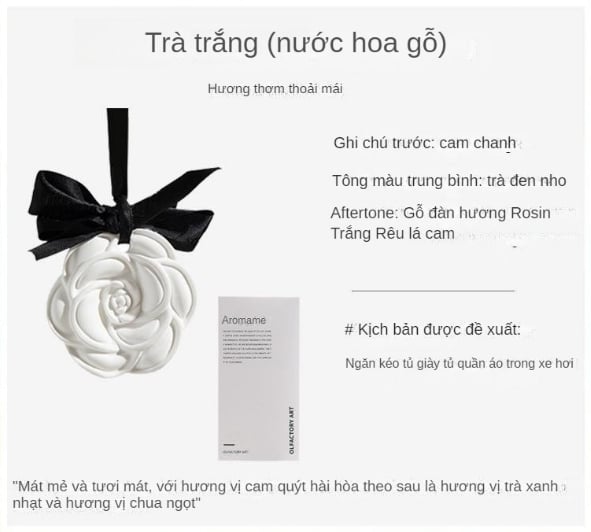 Trà trắng (nước hoa gỗ)
Hương thơm thoải mái
Ghi chú trước: cam chanh
Tông màu trung bình: trà đen nho
Aftertone: Gỗ đàn hương Rosin
Trắng Rêu lá cam
Aromame
# Kịch bản được đề xuất:
Ngăn kéo tủ giày tủ quần áo trong xe hơi
OLFACTORY ART
OLFACTORY ART
"Mát mẻ và tươi mát, với hương vị cam quýt hài hòa theo sau là hương vị trà xanh
nhạt và hương vị chua ngọt"